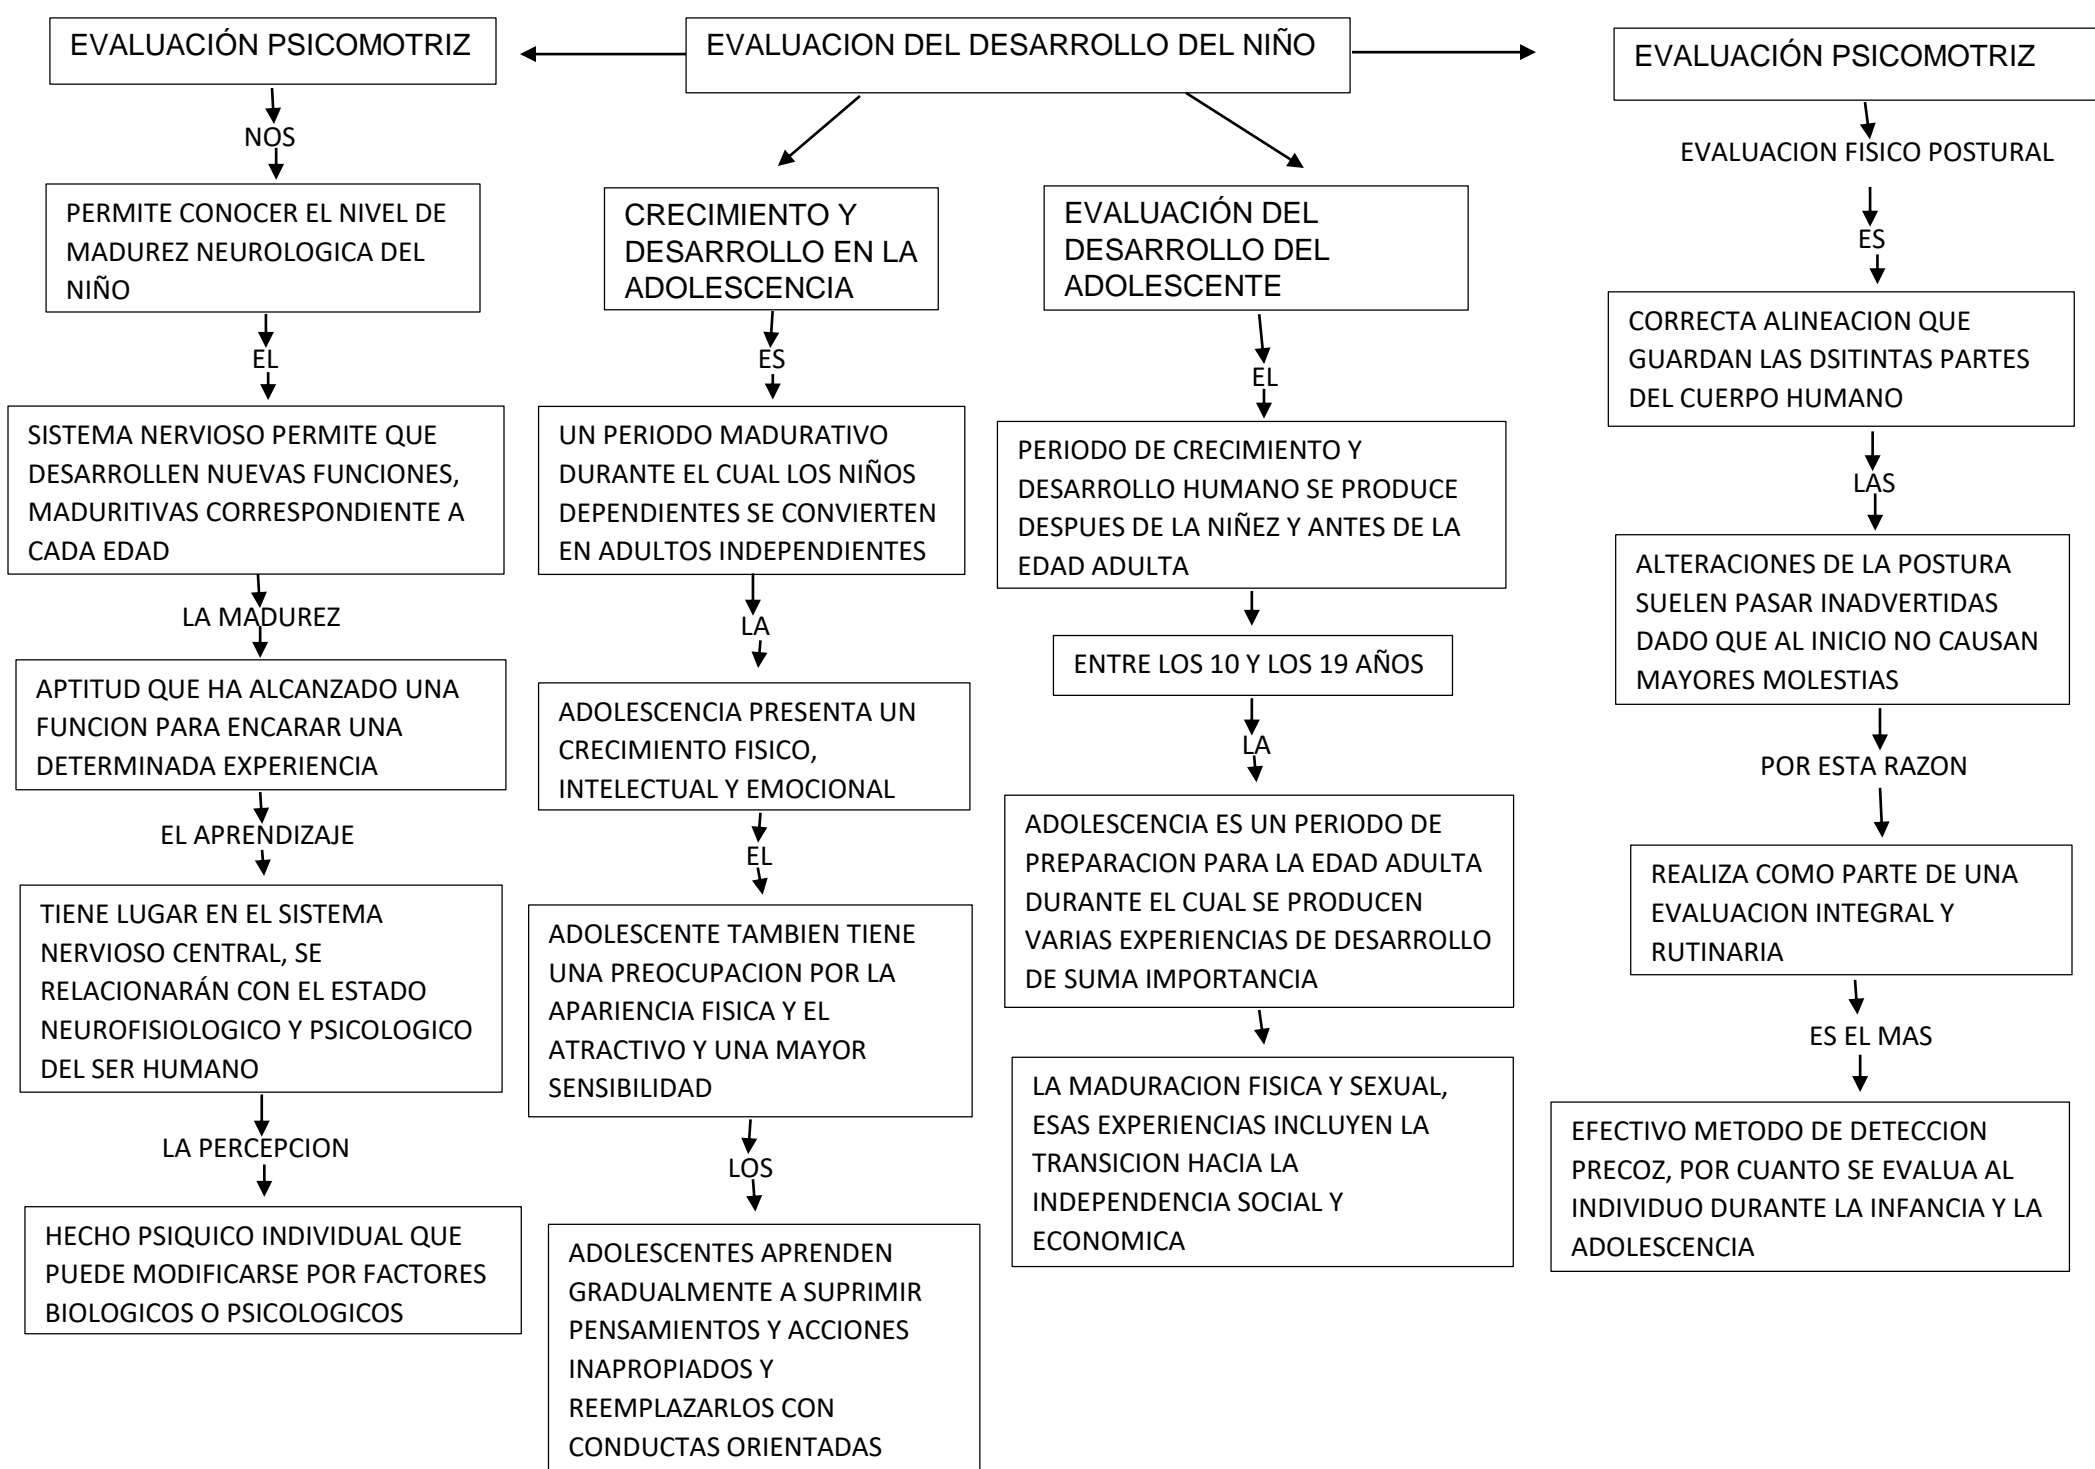 EVALUACION DEL DESARROLLO DEL NIÑO
EVALUACIÓN PSICOMOTRIZ
NOS
PERMITE CONOCER EL NIVEL DE
MADUREZ NEUROLOGICA DEL
NIÑO
EL
SISTEMA NERVIOSO PERMITE QUE
DESARROLLEN NUEVAS FUNCIONES,
MADURITIVAS CORRESPONDIENTE A
CADA EDAD
LA MADUREZ
APTITUD QUE HA ALCANZADO UNA
FUNCION PARA ENCARAR UNA
DETERMINADA EXPERIENCIA
EL APRENDIZAJE
TIENE LUGAR EN EL SISTEMA
NERVIOSO CENTRAL, SE
RELACIONARÁN CON EL ESTADO
NEUROFISIOLOGICO Y PSICOLOGICO
DEL SER HUMANO
LA PERCEPCION
HECHO PSIQUICO INDIVIDUAL QUE
PUEDE MODIFICARSE POR FACTORES
BIOLOGICOS O PSICOLOGICOS
CRECIMIENTO Y
DESARROLLO EN LA
ADOLESCENCIA
ES
UN PERIODO MADURATIVO
DURANTE EL CUAL LOS NIÑOS
DEPENDIENTES SE CONVIERTEN
EN ADULTOS INDEPENDIENTES
LA
ADOLESCENCIA PRESENTA UN
CRECIMIENTO FISICO,
INTELECTUAL Y EMOCIONAL
EL
ADOLESCENTE TAMBIEN TIENE
UNA PREOCUPACION POR LA
APARIENCIA FISICA Y EL
ATRACTIVO Y UNA MAYOR
SENSIBILIDAD
LOS
ADOLESCENTES APRENDEN
GRADUALMENTE A SUPRIMIR
PENSAMIENTOS Y ACCIONES
INAPROPIADOS Y
REEMPLAZARLOS CON
CONDUCTAS ORIENTADAS
EVALUACIÓN DEL
DESARROLLO DEL
ADOLESCENTE
EL
PERIODO DE CRECIMIENTO Y
DESARROLLO HUMANO SE PRODUCE
DESPUES DE LA NIÑEZ Y ANTES DE LA
EDAD ADULTA
ENTRE LOS 10 Y LOS 19 AÑOS
LA
ADOLESCENCIA ES UN PERIODO DE
PREPARACION PARA LA EDAD ADULTA
DURANTE EL CUAL SE PRODUCEN
VARIAS EXPERIENCIAS DE DESARROLLO
DE SUMA IMPORTANCIA
LA MADURACION FISICA Y SEXUAL,
ESAS EXPERIENCIAS INCLUYEN LA
TRANSICION HACIA LA
INDEPENDENCIA SOCIAL Y
ECONOMICA
EVALUACIÓN PSICOMOTRIZ
EVALUACION FISICO POSTURAL
ES
CORRECTA ALINEACION QUE
GUARDAN LAS DSITINTAS PARTES
DEL CUERPO HUMANO
LAS
ALTERACIONES DE LA POSTURA
SUELEN PASAR INADVERTIDAS
DADO QUE AL INICIO NO CAUSAN
MAYORES MOLESTIAS
POR ESTA RAZON
REALIZA COMO PARTE DE UNA
EVALUACION INTEGRAL Y
RUTINARIA
ES EL MAS
EFECTIVO METODO DE DETECCION
PRECOZ, POR CUANTO SE EVALUA AL
INDIVIDUO DURANTE LA INFANCIA Y LA
ADOLESCENCIA